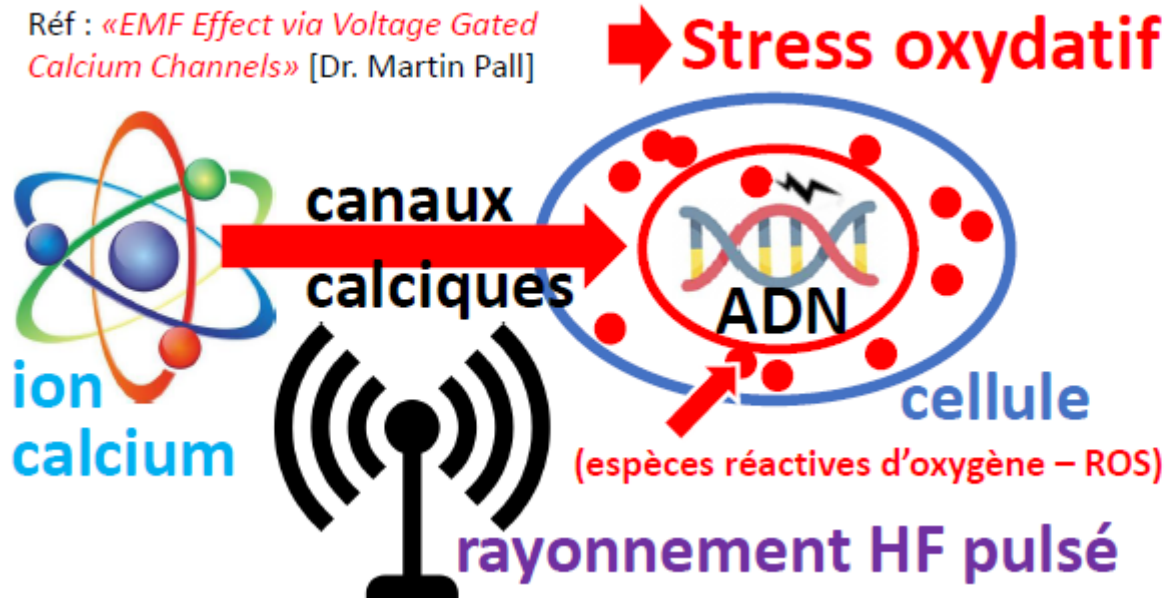 Réf : «EMF Effect via Voltage Gated
Calcium Channels» [Dr. Martin Pall]
Stress oxydatif
canaux
calciques
ADN
ion
calcium
cellule
(espèces réactives d’oxygène – ROS)
rayonnement HF pulsé